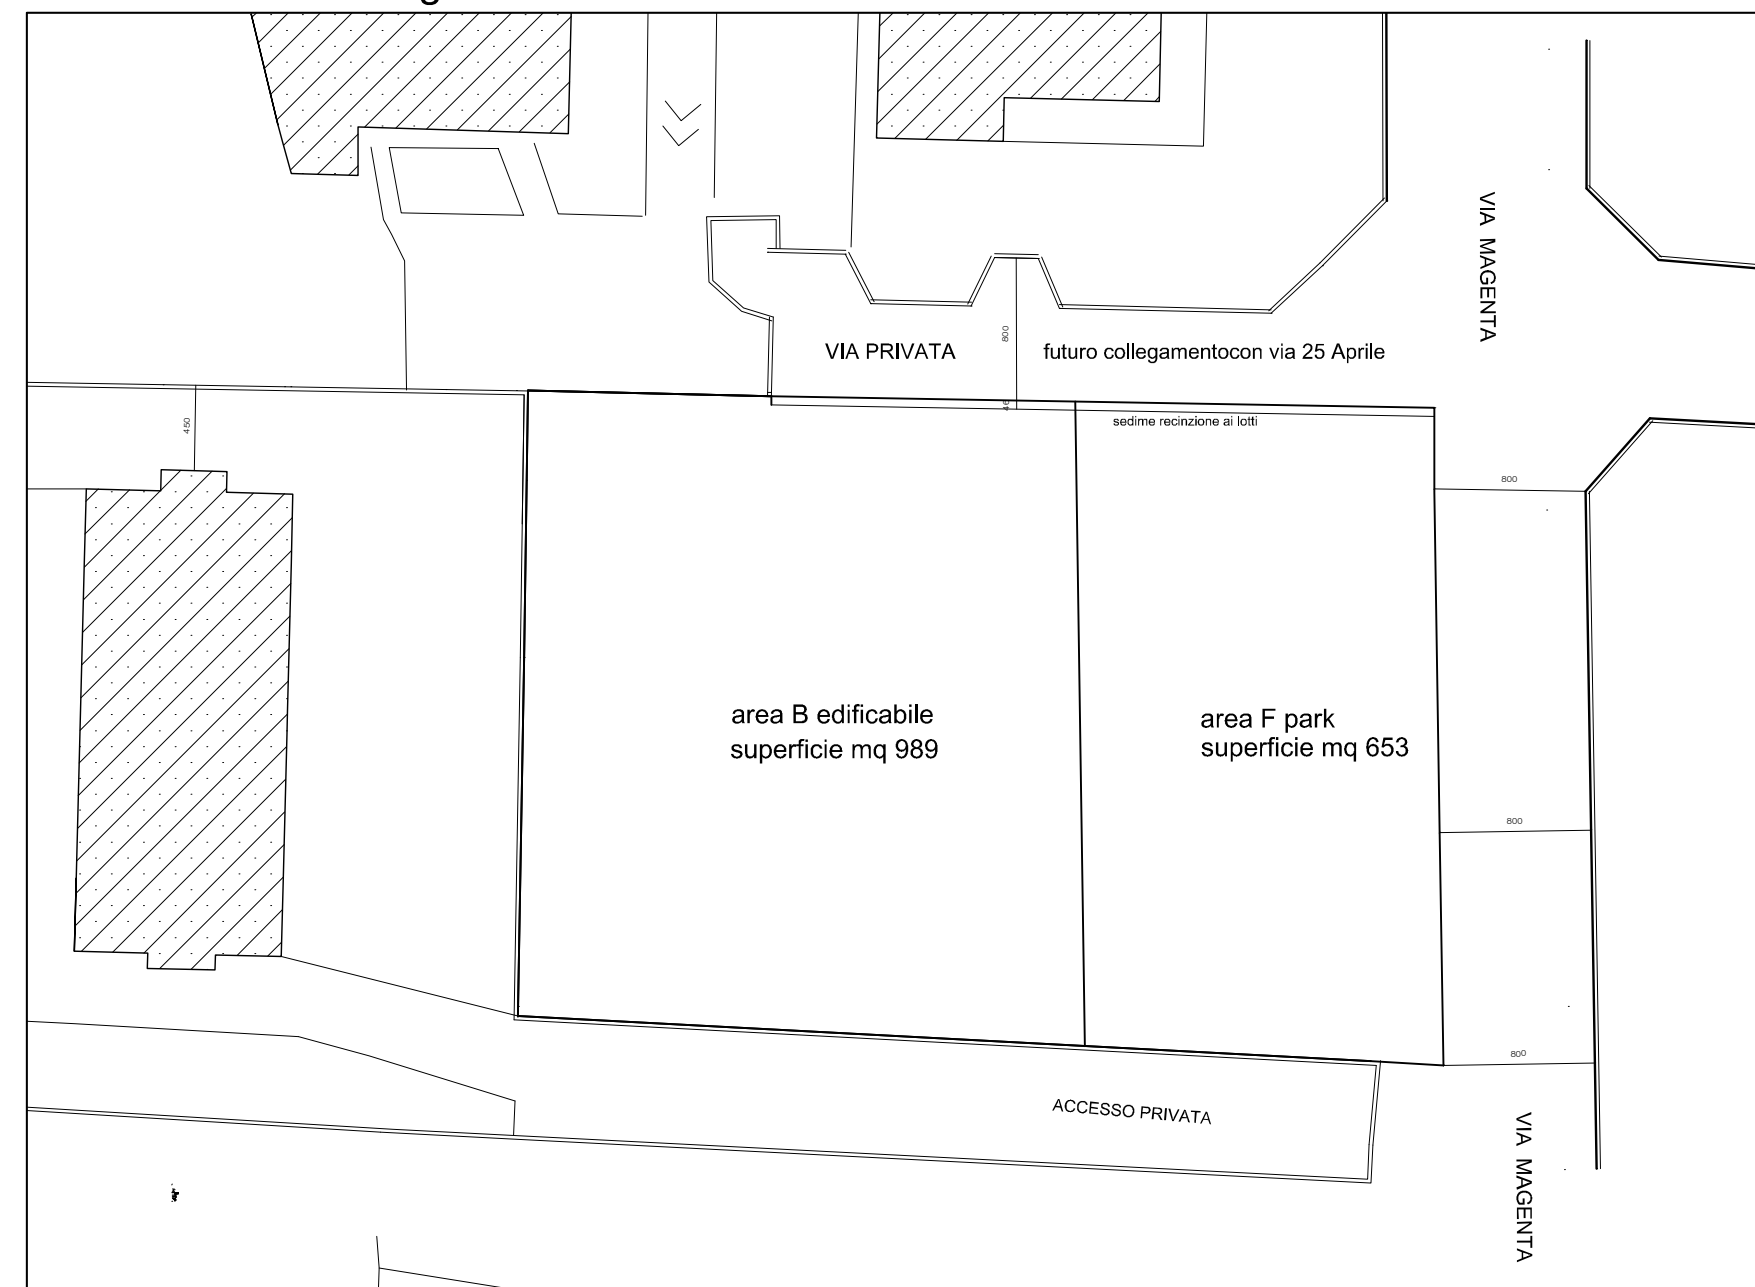 VIA MAGENTA
800
VIA PRIVATA
futuro collegamentocon via 25 Aprile
46
sedime recinzione ai lotti
450
800
area B edificabile
superficie mq 989
area F park
superficie mq 653
800
800
ACCESSO PRIVATA
VIA MAGENTA